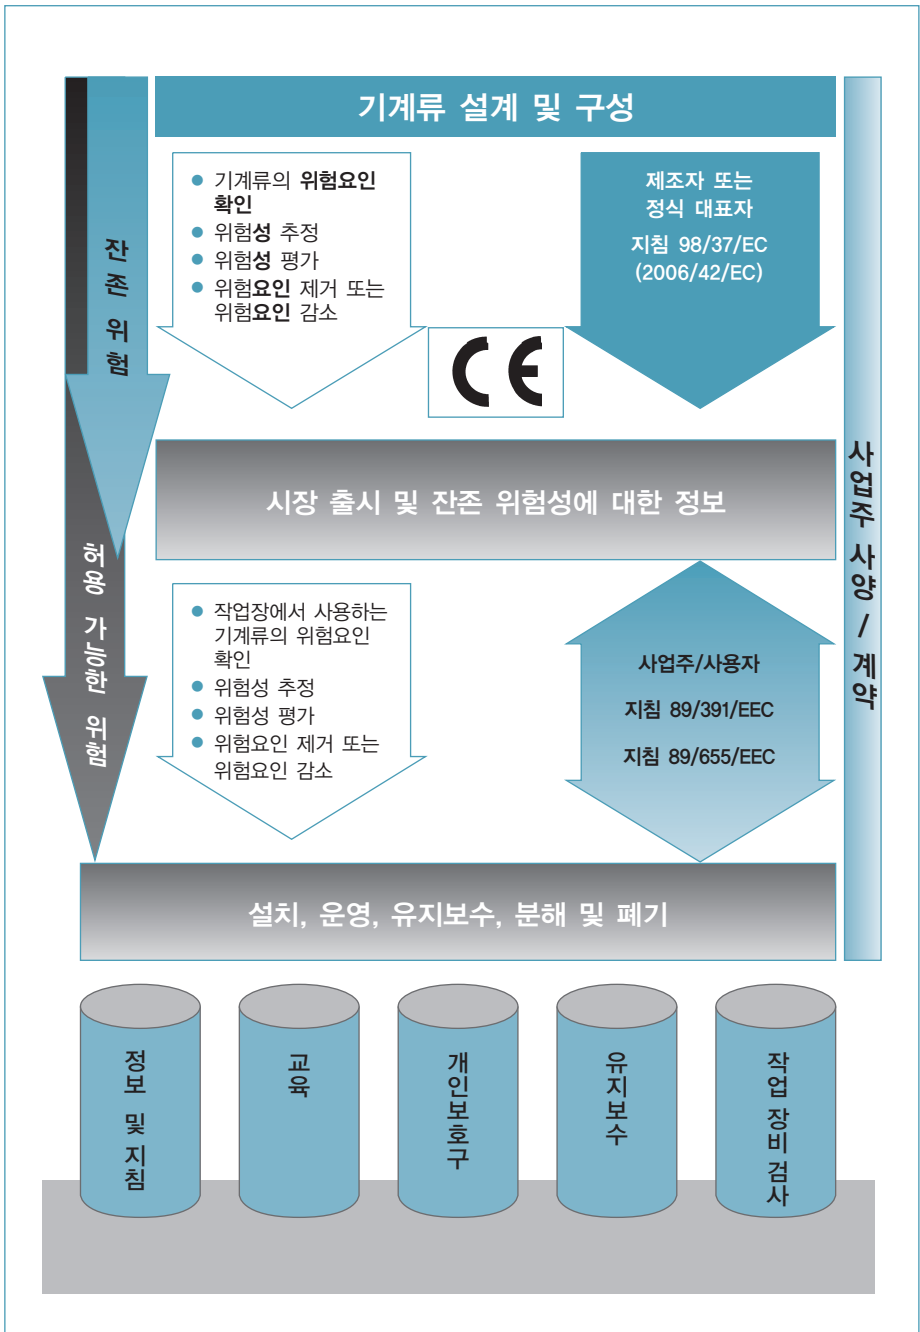 기계류 설계 및 구성
잔존 위험
● 기계류의 위험요인
확인
● 위험성 추정
● 위험성 평가
● 위험요인 제거 또는
위험요인 감소
제조자 또는
정식 대표자
지침 98/37/EC
(2006/42/EC)
CE
시장 출시 및 잔존 위험성에 대한 정보
사업주 사양 / 계약
허용 가능한 위험
● 작업장에서 사용하는
기계류의 위험요인
확인
● 위험성 추정
● 위험성 평가
● 위험요인 제거 또는
위험요인 감소
사업주/사용자
지침 89/391/EEC
지침 89/655/EEC
설치, 운영, 유지보수, 분해 및 폐기
정보 및 지침
교육
개인보호구
유지보수
작업 장비 검사